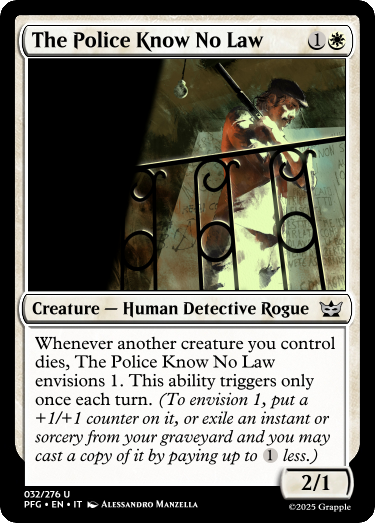 The Police Know No Law 1
Creature — Human Detective Rogue
Whenever another creature you control
dies, The Police Know No Law
envisions 1. This ability triggers only
once each turn. (To envision 1, put a
+1/+1 counter on it, or exile an instant or
sorcery from your graveyard and you may
cast a copy of it by paying up to 1 less.)
2/1
032/276 U
PFG • EN • IT Alessandro Manzella
©2025 Grapple